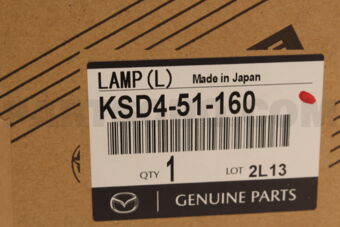 LAMP (L) Made in Japan
KSD4-51-160
QTY 1 LOT 2L13
GENUINE PARTS